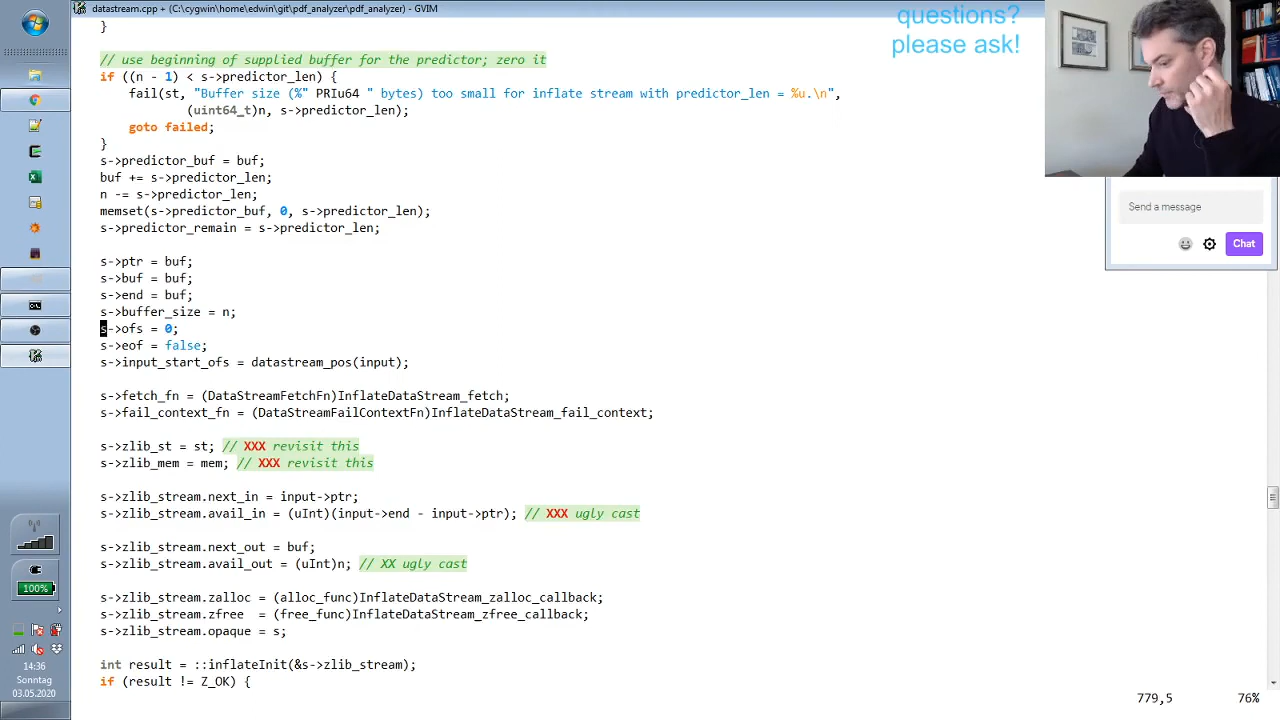 datastream.cpp + (C:\cygwin\home\edwin\git\pdf_analyzer\pdf_analyzer) - GVIM
questions?
please ask!
}
// use beginning of supplied buffer for the predictor; zero it
if ((n - 1) < s->predictor_len) {
    fail(st, "Buffer size (%" PRIu64 " bytes) too small for inflate stream with predictor_len = %u.\n",
            (uint64_t)n, s->predictor_len);
    goto failed;
}
s->predictor_buf = buf;
buf += s->predictor_len;
n -= s->predictor_len;
memset(s->predictor_buf, 0, s->predictor_len);
s->predictor_remain = s->predictor_len;
s->ptr = buf;
s->buf = buf;
s->end = buf;
s->buffer_size = n;
s->ofs = 0;
s->eof = false;
s->input_start_ofs = datastream_pos(input);
s->fetch_fn = (DataStreamFetchFn)InflateDataStream_fetch;
s->fail_context_fn = (DataStreamFailContextFn)InflateDataStream_fail_context;
s->zlib_st = st; // XXX revisit this
s->zlib_mem = mem; // XXX revisit this
s->zlib_stream.next_in = input->ptr;
s->zlib_stream.avail_in = (uInt)(input->end - input->ptr); // XXX ugly cast
s->zlib_stream.next_out = buf;
s->zlib_stream.avail_out = (uInt)n; // XX ugly cast
s->zlib_stream.zalloc = (alloc_func)InflateDataStream_zalloc_callback;
s->zlib_stream.zfree  = (free_func)InflateDataStream_zfree_callback;
s->zlib_stream.opaque = s;
int result = ::inflateInit(&s->zlib_stream);
if (result != Z_OK) {
779,5
76%
Send a message
Chat
100%
14:36
Sonntag
03.05.2020